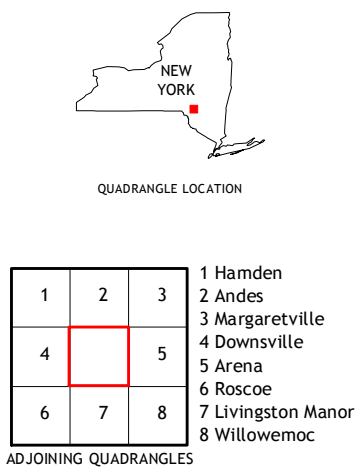 NEW
YORK
QUADRANGLE LOCATION
1 2 3
4 5
6 7 8
1 Hamden
2 Andes
3 Margaretville
4 Downsville
5 Arena
6 Roscoe
7 Livingston Manor
8 Willowemoc
ADJOINING QUADRANGLES